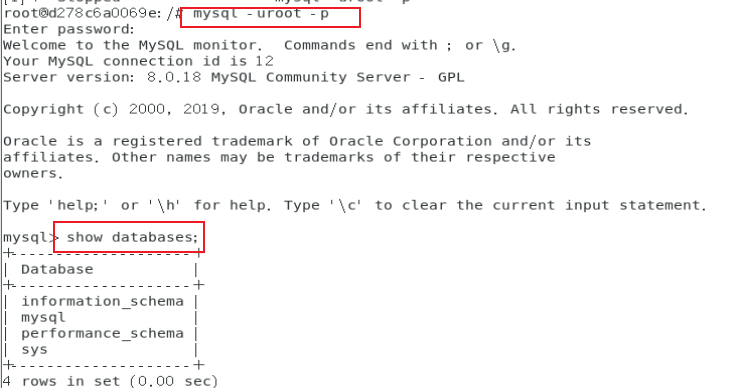 root@d278c6a0069e:/# mysql -uroot -p
Enter password:
Welcome to the MySQL monitor.  Commands end with ; or \g.
Your MySQL connection id is 12
Server version: 8.0.18 MySQL Community Server - GPL
Copyright (c) 2000, 2019, Oracle and/or its affiliates. All rights reserved.
Oracle is a registered trademark of Oracle Corporation and/or its
affiliates. Other names may be trademarks of their respective
owners.
Type 'help;' or '\h' for help. Type '\c' to clear the current input statement.
mysql> show databases;
+--------------------+
| Database           |
+--------------------+
| information_schema |
| mysql              |
| performance_schema |
| sys                |
+--------------------+
4 rows in set (0.00 sec)